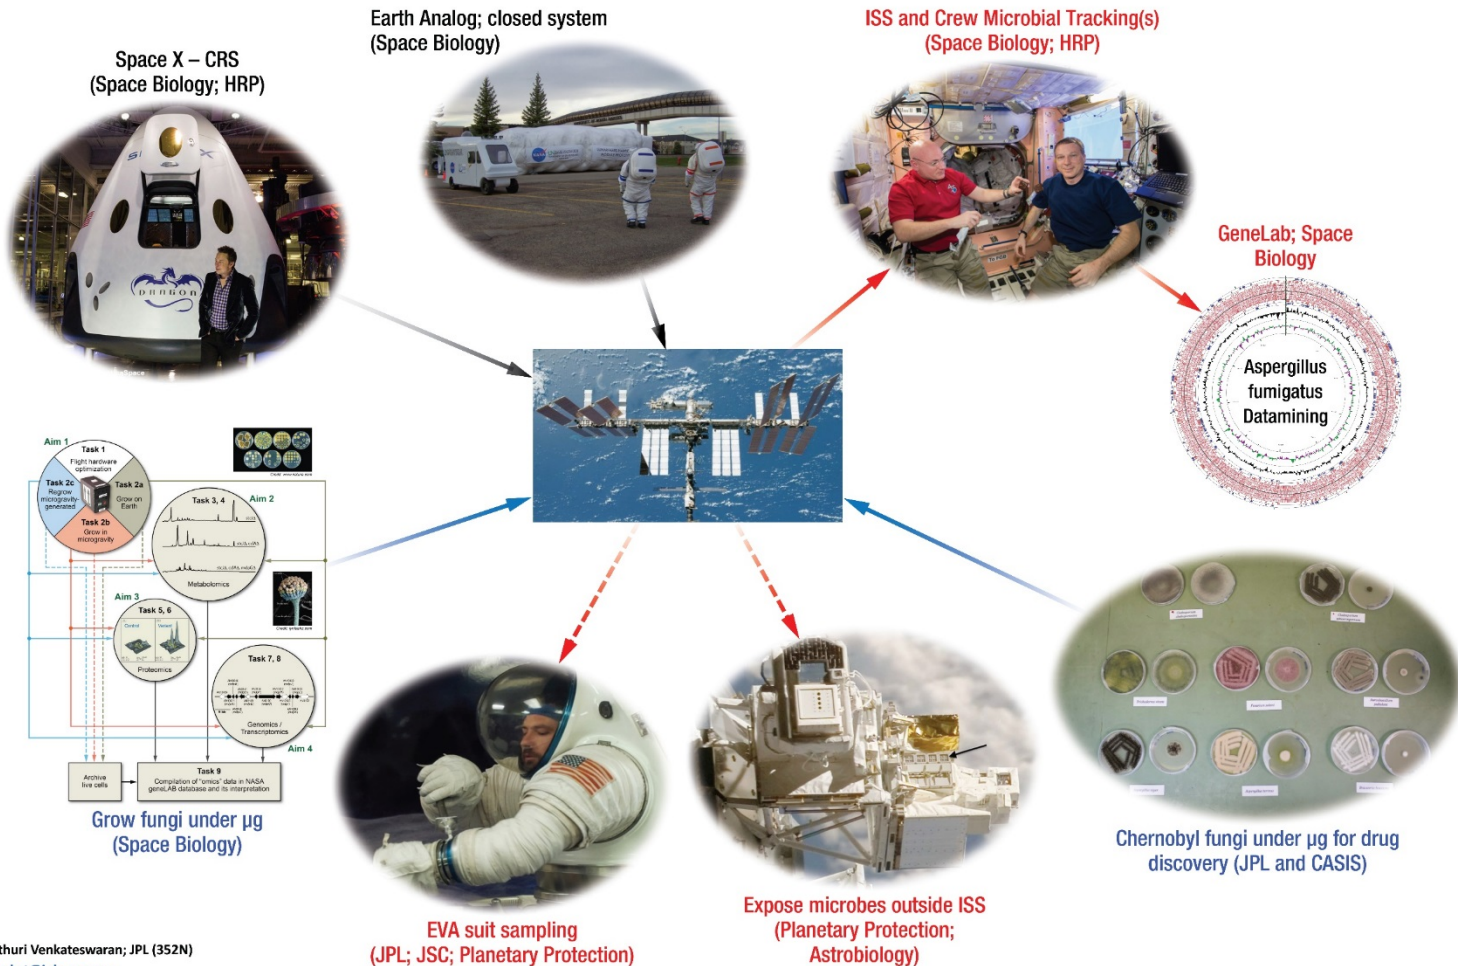 Space X – CRS
(Space Biology; HRP)
Earth Analog; closed system
(Space Biology)
ISS and Crew Microbial Tracking(s)
(Space Biology; HRP)
GeneLab; Space
Biology
Aspergillus
fumigatus
Datamining
DRAGON
NASA
Aim 1
Task 1
Flight hardware
optimization
Task 2c
Regrow
microgravity-
generated
Task 2a
Grow on
Earth
Task 2b
Grow in
microgravity
Aim 2
Task 3, 4
Metabolomics
Aim 3
Task 5, 6
Control
Variant
Proteomics
Task 7, 8
Genomics /
Transcriptomics
Aim 4
Archive
live cells
Task 9
Compilation of "omics" data in NASA
geneLAB database and its interpretation
Grow fungi under µg
(Space Biology)
EVA suit sampling
(JPL; JSC; Planetary Protection)
Expose microbes outside ISS
(Planetary Protection;
Astrobiology)
Chernobyl fungi under µg for drug
discovery (JPL and CASIS)
thuri Venkateswaran; JPL (352N)